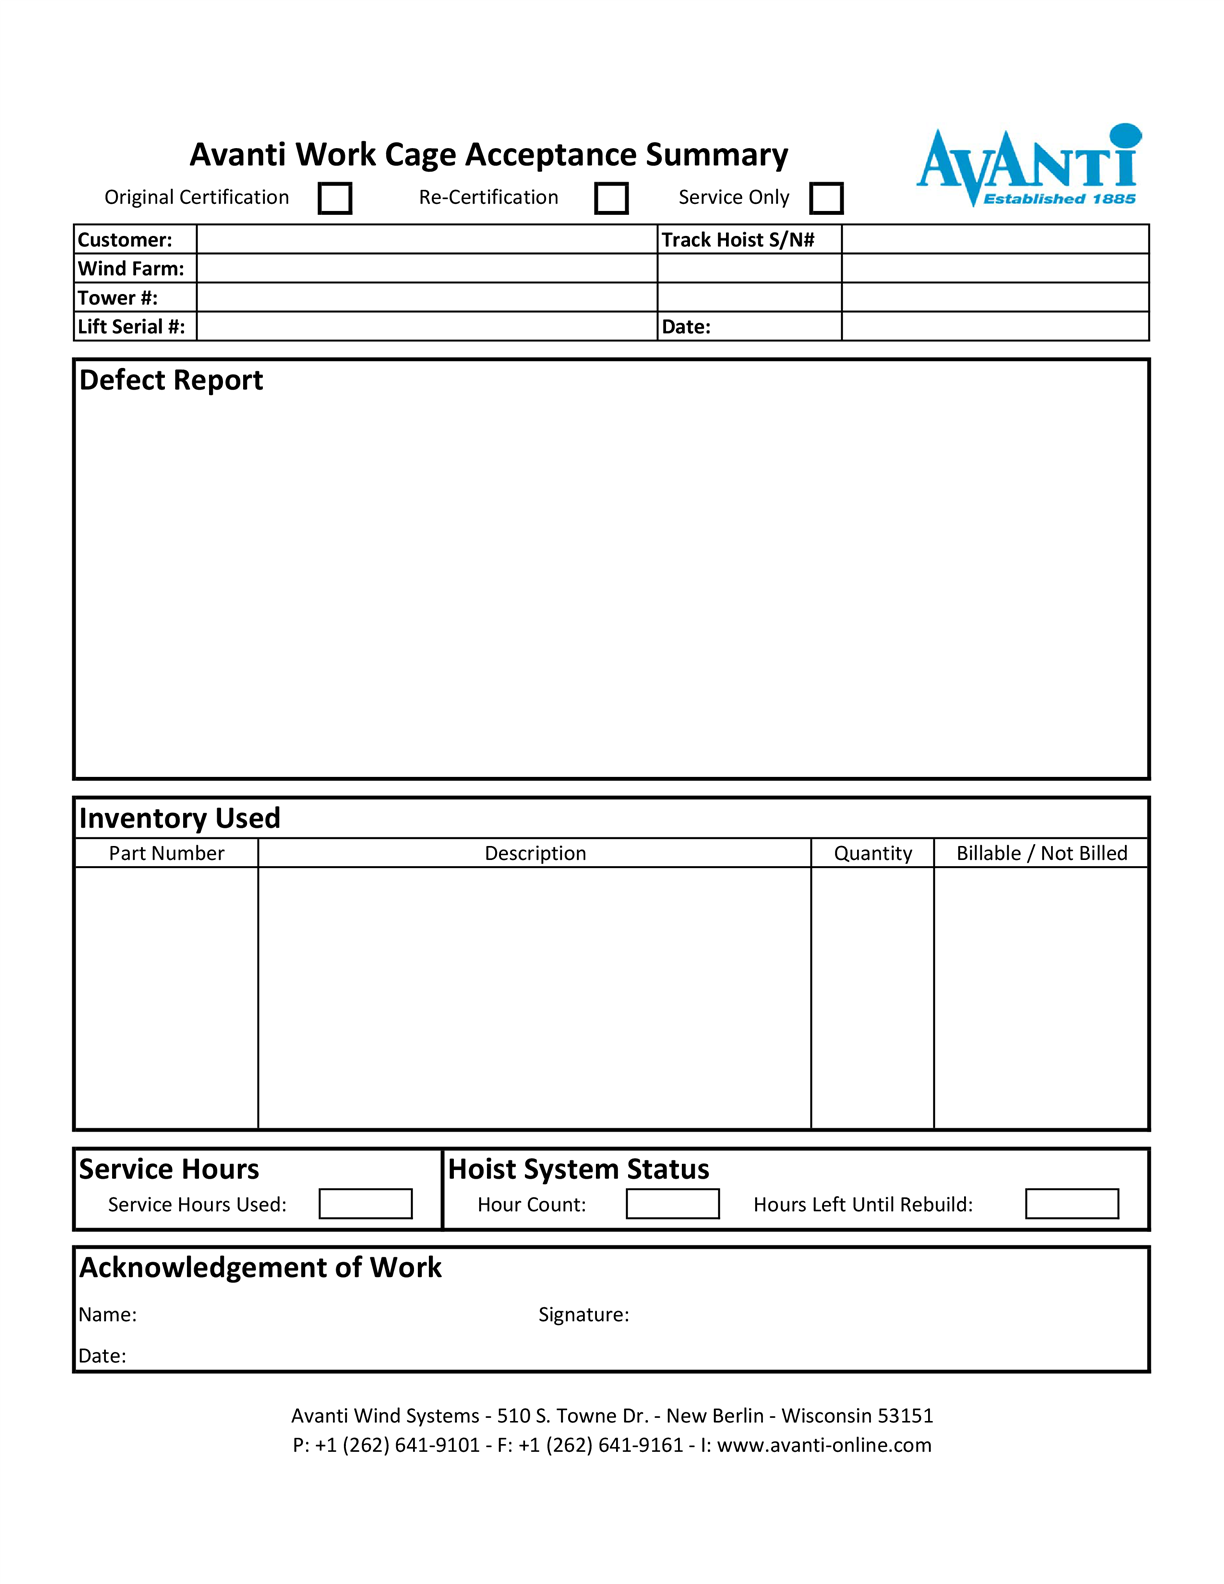 Avanti Work Cage Acceptance Summary
AVANTi
Established 1885
Original Certification Re-Certification Service Only
Customer: Track Hoist S/N#
Wind Farm:
Tower #:
Lift Serial #: Date:
Defect Report
Inventory Used
Part Number Description Quantity Billable / Not Billed
Service Hours Hoist System Status
Service Hours Used: Hour Count: Hours Left Until Rebuild:
Acknowledgement of Work
Name: Signature:
Date:
Avanti Wind Systems - 510 S. Towne Dr. - New Berlin - Wisconsin 53151
P: +1 (262) 641-9101 - F: +1 (262) 641-9161 - I: www.avanti-online.com